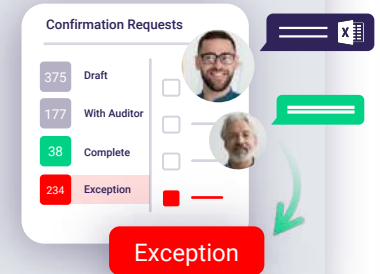 Confirmation Requests
375 Draft
177 With Auditor
38 Complete
234 Exception
Exception
X